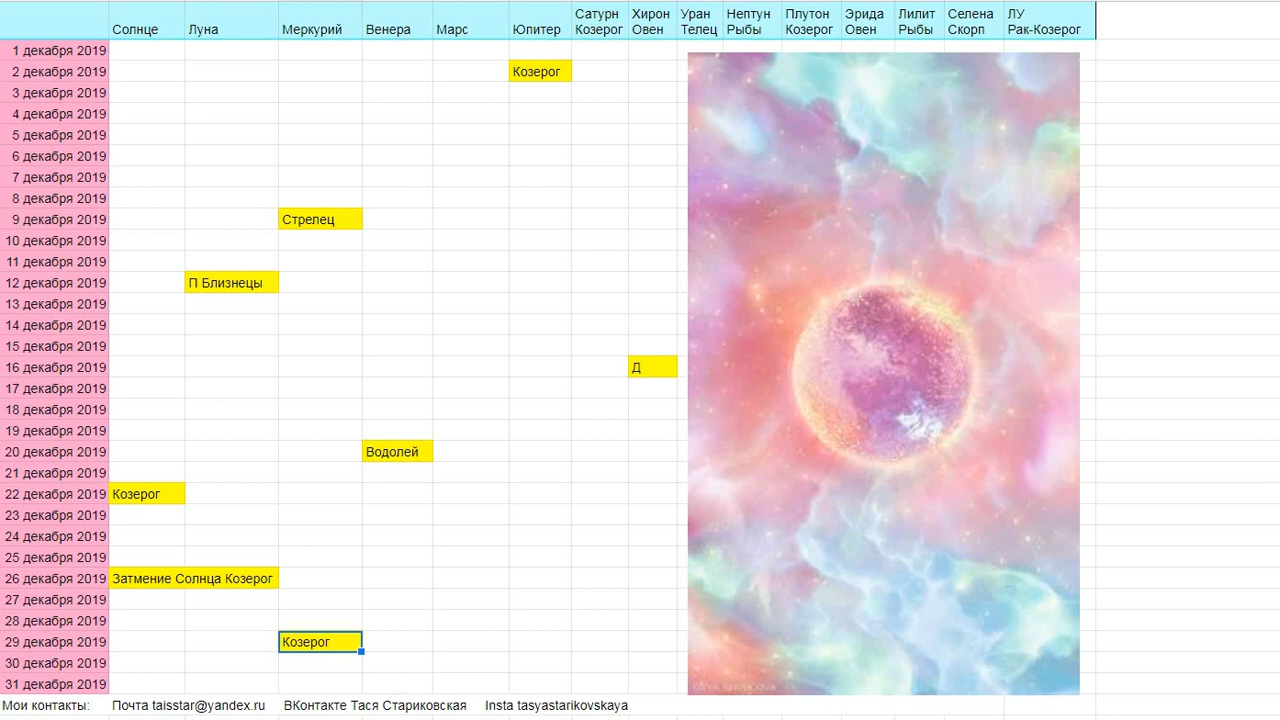 Солнце Луна Меркурий Венера Марс Юпитер Сатурн Козерог Хирон Овен Уран Телец Нептун Рыбы Плутон Козерог Эрида Овен Лилит Рыбы Селена Скорп ЛУ Рак-Козерог
1 декабря 2019
2 декабря 2019 Козерог
3 декабря 2019
4 декабря 2019
5 декабря 2019
6 декабря 2019
7 декабря 2019
8 декабря 2019
9 декабря 2019 Стрелец
10 декабря 2019
11 декабря 2019
12 декабря 2019 П Близнецы
13 декабря 2019
14 декабря 2019
15 декабря 2019
16 декабря 2019 Д
17 декабря 2019
18 декабря 2019
19 декабря 2019
20 декабря 2019 Водолей
21 декабря 2019
22 декабря 2019 Козерог
23 декабря 2019
24 декабря 2019
25 декабря 2019
26 декабря 2019 Затмение Солнца Козерог
27 декабря 2019
28 декабря 2019
29 декабря 2019 Козерог
30 декабря 2019
31 декабря 2019
Мои контакты: Почта taisstar@yandex.ru ВКонтакте Тася Стариковская Insta tasyastarikovskaya